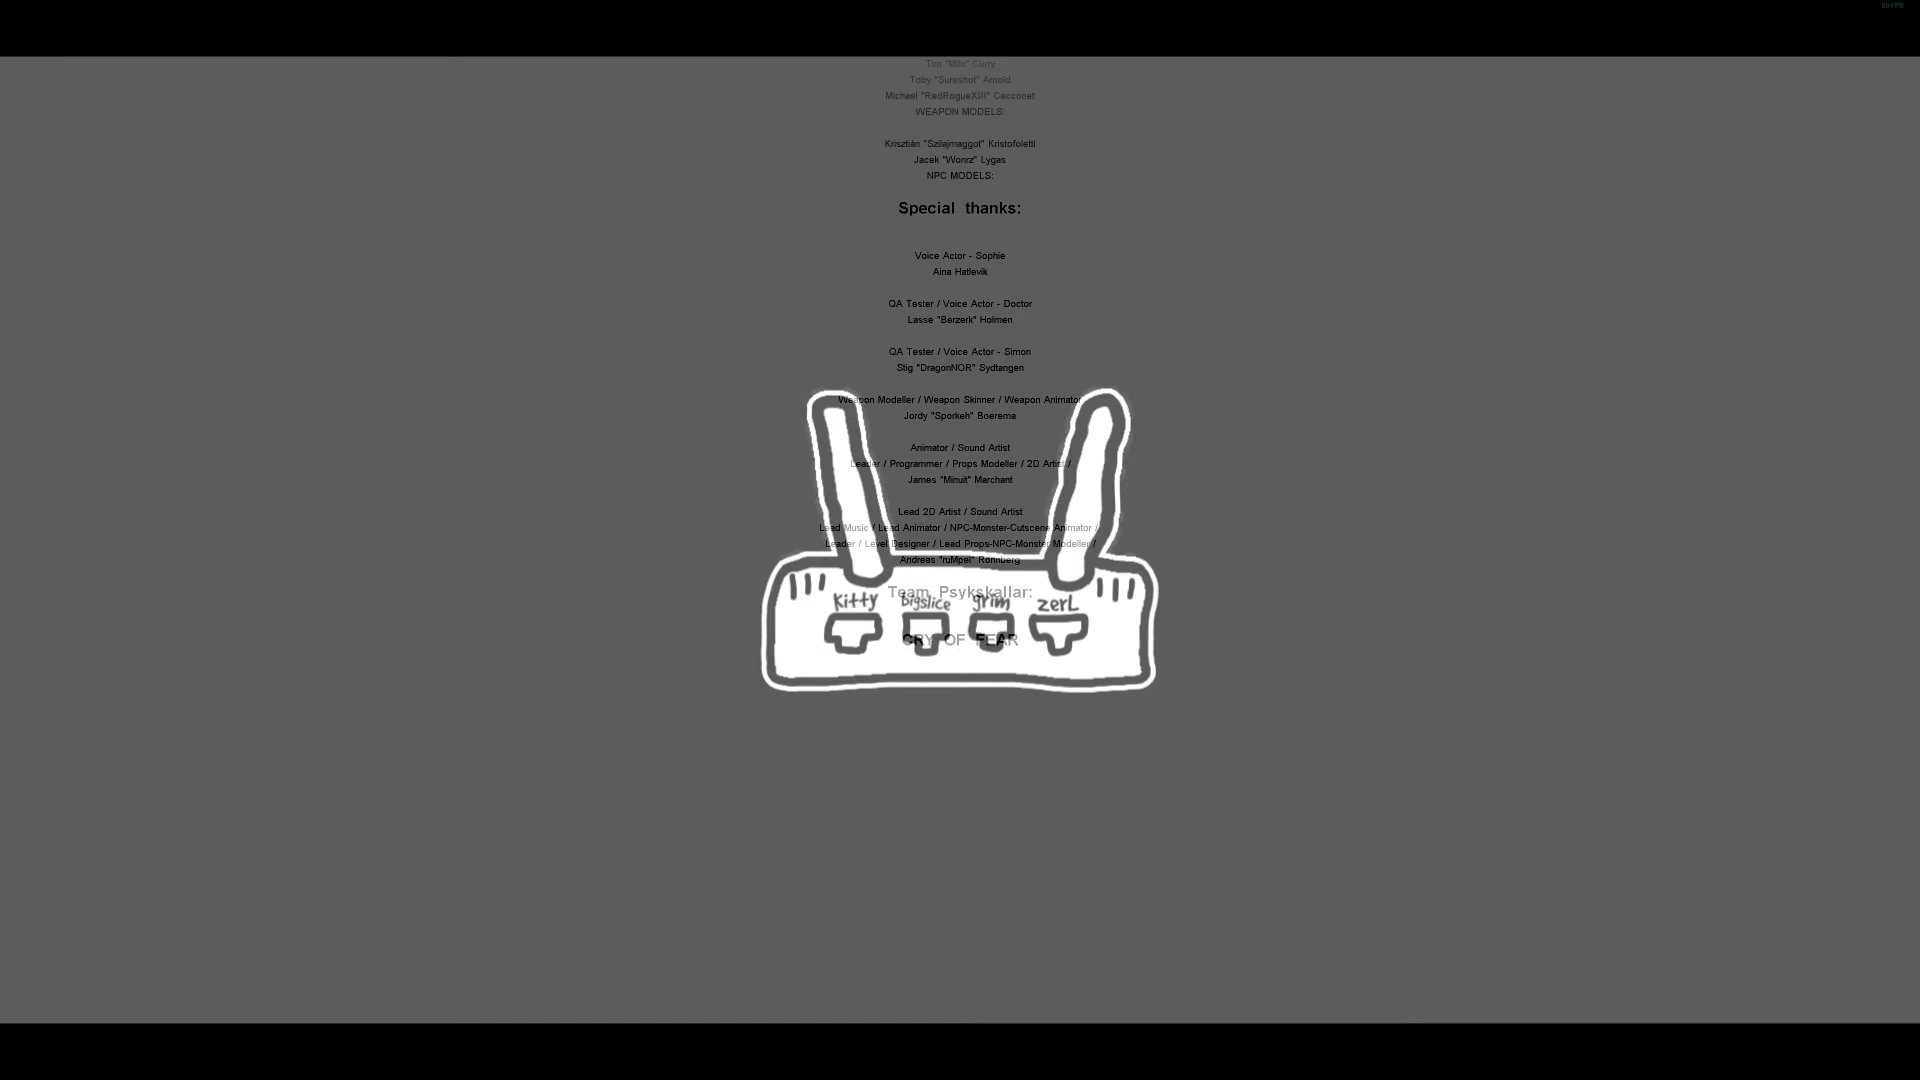 60 FPS
Tim "Milo" Curry
Toby "Sureshot" Arnold
Michael "RedRogueXIII" Cecconet
WEAPON MODELS:
Krisztián "Szilajmaggot" Kristofoletti
Jacek "Wonrz" Lygas
NPC MODELS:
Special thanks:
Voice Actor - Sophie
Aina Hatlevik
QA Tester / Voice Actor - Doctor
Lasse "Berzerk" Holmen
QA Tester / Voice Actor - Simon
Stig "DragonNOR" Sydtangen
Weapon Modeller / Weapon Skinner / Weapon Animator
Jordy "Sporkeh" Boerema
Animator / Sound Artist
Leader / Programmer / Props Modeller / 2D Artist /
James "Minuit" Marchant
Lead 2D Artist / Sound Artist
Lead Music / Lead Animator / NPC-Monster-Cutscene Animator /
Leader / Level Designer / Lead Props-NPC-Monster Modeller /
Andreas "ruMpel" Rönnberg
Team Psykskallar:
Kitty bigslice grim zerL
CRY OF FEAR